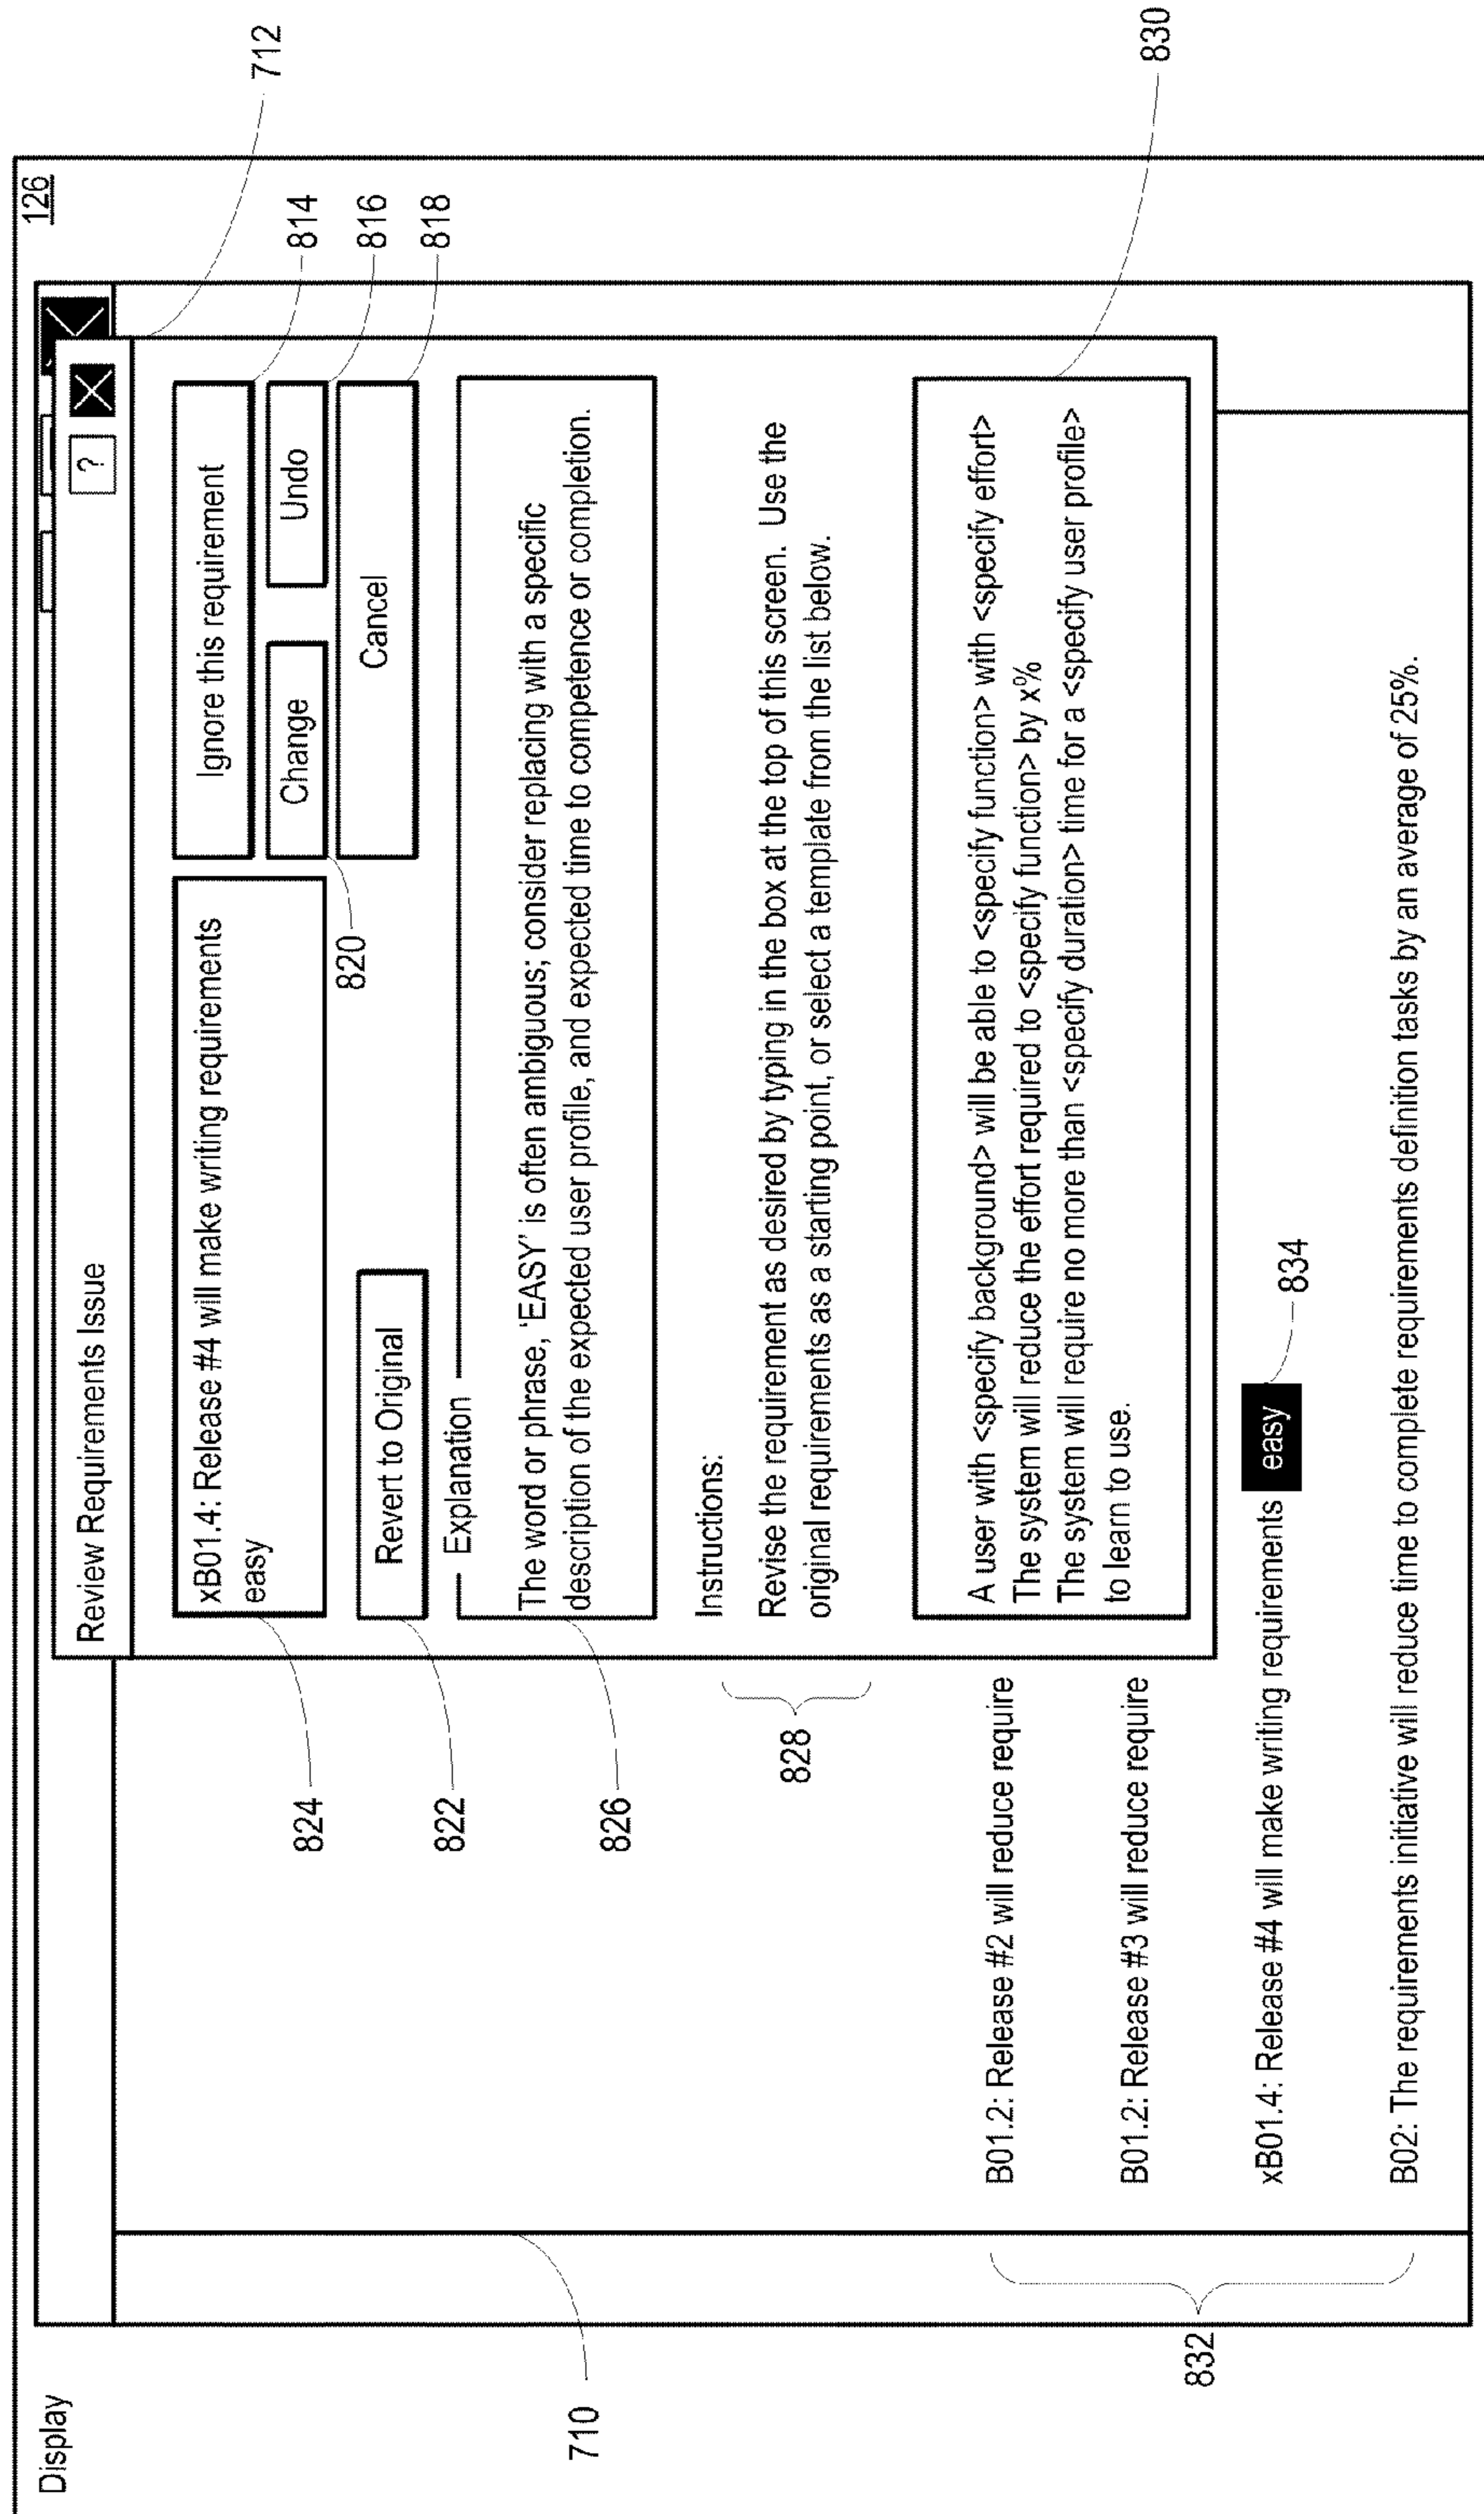 Display
126
712
Review Requirements Issue
?
xB01.4: Release #4 will make writing requirements
easy
Ignore this requirement
814
Change
Undo
816
820
Cancel
818
824
Revert to Original
822
Explanation
The word or phrase, ‘EASY’ is often ambiguous; consider replacing with a specific
description of the expected user profile, and expected time to competence or completion.
826
710
Instructions:
Revise the requirement as desired by typing in the box at the top of this screen. Use the
original requirements as a starting point, or select a template from the list below.
828
A user with <specify background> will be able to <specify function> with <specify effort>
The system will reduce the effort required to <specify function> by x%
The system will require no more than <specify duration> time for a <specify user profile>
to learn to use.
830
B01.2: Release #2 will reduce require
B01.2: Release #3 will reduce require
xB01.4: Release #4 will make writing requirements easy
834
832
B02: The requirements initiative will reduce time to complete requirements definition tasks by an average of 25%.